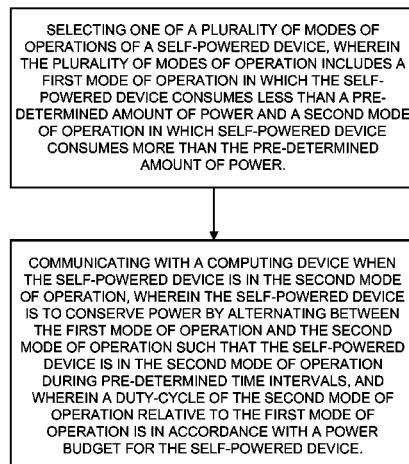 SELECTING ONE OF A PLURALITY OF MODES OF
OPERATIONS OF A SELF-POWERED DEVICE, WHEREIN
THE PLURALITY OF MODES OF OPERATION INCLUDES A
FIRST MODE OF OPERATION IN WHICH THE SELF-
POWERED DEVICE CONSUMES LESS THAN A PRE-
DETERMINED AMOUNT OF POWER AND A SECOND MODE
OF OPERATION IN WHICH SELF-POWERED DEVICE
CONSUMES MORE THAN THE PRE-DETERMINED
AMOUNT OF POWER.
COMMUNICATING WITH A COMPUTING DEVICE WHEN
THE SELF-POWERED DEVICE IS IN THE SECOND MODE
OF OPERATION, WHEREIN THE SELF-POWERED DEVICE
IS TO CONSERVE POWER BY ALTERNATING BETWEEN
THE FIRST MODE OF OPERATION AND THE SECOND
MODE OF OPERATION SUCH THAT THE SELF-POWERED
DEVICE IS IN THE SECOND MODE OF OPERATION
DURING PRE-DETERMINED TIME INTERVALS, AND
WHEREIN A DUTY-CYCLE OF THE SECOND MODE OF
OPERATION RELATIVE TO THE FIRST MODE OF
OPERATION IS IN ACCORDANCE WITH A POWER
BUDGET FOR THE SELF-POWERED DEVICE.